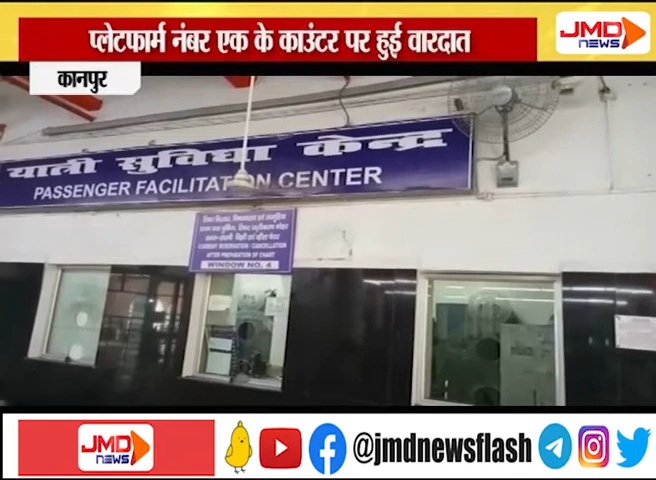 प्लेटफार्म नंबर एक के काउंटर पर हुई वारदात
JMD
NEWS
कानपुर
यात्री सुविधा केन्द्र
PASSENGER FACILITATION CENTER
CURRENT RESERVATION / CANCELLATION
AFTER PREPARATION OF CHART
WINDOW NO. 4
JMD
NEWS
@jmdnewsflash